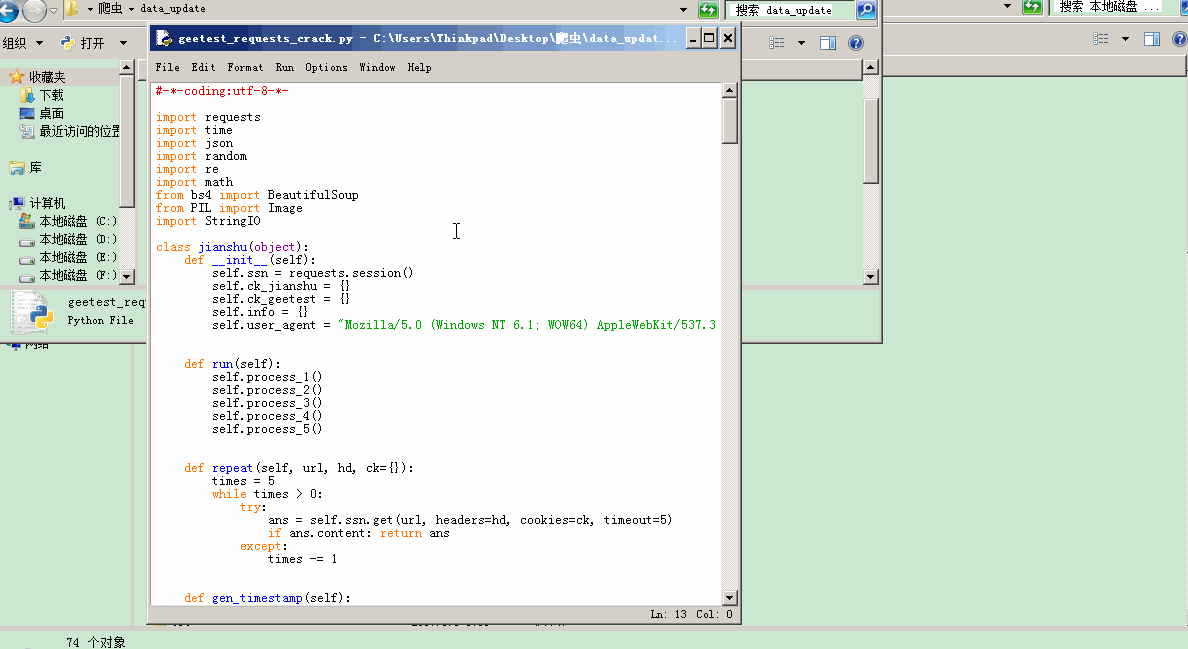 爬虫 data_update
搜索 data_update
搜索 本地磁盘 ...
组织 打开
geetest_requests_crack.py - C:\Users\Thinkpad\Desktop\爬虫\data_updat...
File Edit Format Run Options Window Help
收藏夹
下载
桌面
最近访问的位置
库
计算机
本地磁盘 (C:)
本地磁盘 (D:)
本地磁盘 (E:)
本地磁盘 (F:)
geetest_req
Python File
网络
#-*-coding:utf-8-*-
import requests
import time
import json
import random
import re
import math
from bs4 import BeautifulSoup
from PIL import Image
import StringIO
class jianshu(object):
def __init__(self):
self.ssn = requests.session()
self.ck_jianshu = {}
self.ck_geetest = {}
self.info = {}
self.user_agent = "Mozilla/5.0 (Windows NT 6.1; WOW64) AppleWebKit/537.3
def run(self):
self.process_1()
self.process_2()
self.process_3()
self.process_4()
self.process_5()
def repeat(self, url, hd, ck={}):
times = 5
while times > 0:
try:
ans = self.ssn.get(url, headers=hd, cookies=ck, timeout=5)
if ans.content: return ans
except:
times -= 1
def gen_timestamp(self):
Ln: 13 Col: 0
74 个对象